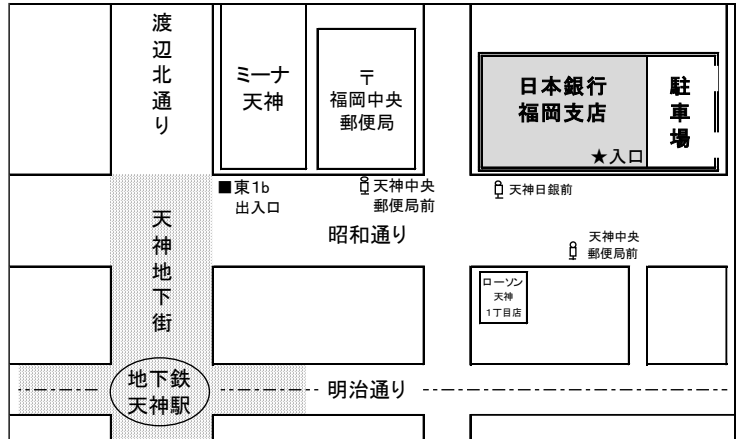 渡辺北通り
ミーナ
天神
〒
福岡中央
郵便局
日本銀行
福岡支店
★入口
駐車場
■東1b
出入口
天神中央
郵便局前
天神日銀前
昭和通り
天神地下街
天神中央
郵便局前
ローソン
天神
1丁目店
地下鉄
天神駅
明治通り